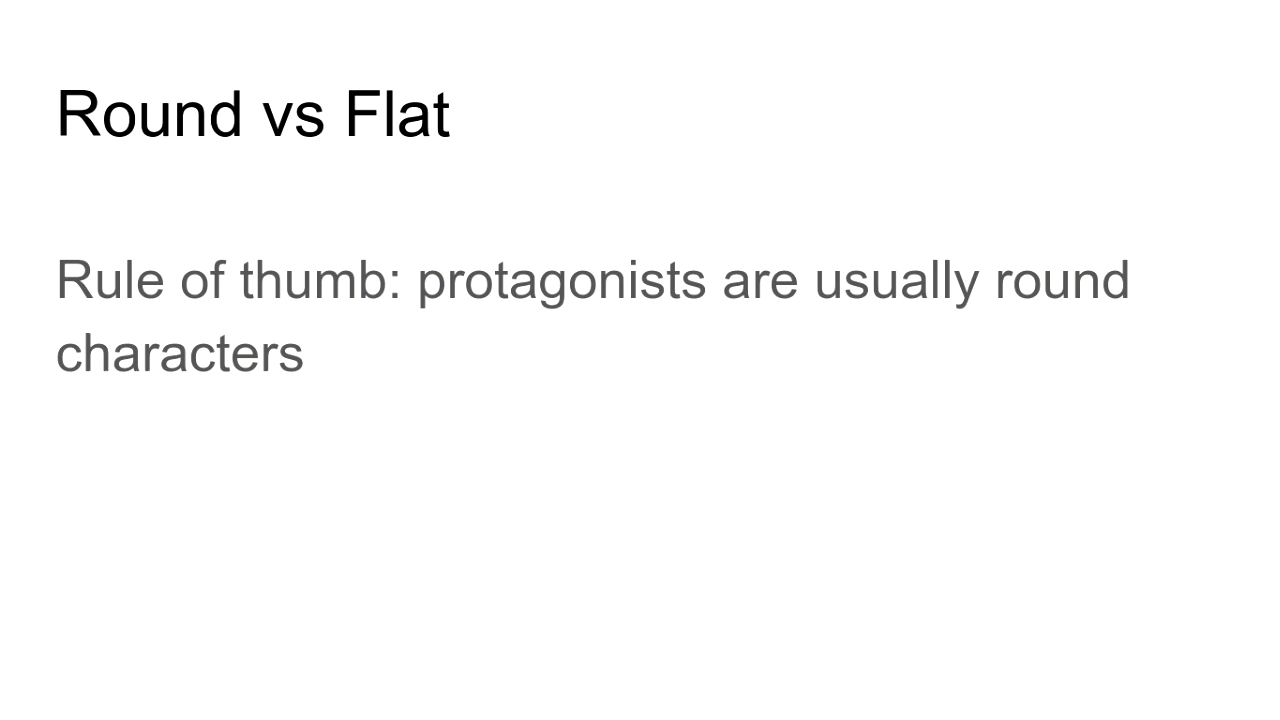 Round vs Flat
Rule of thumb: protagonists are usually round
characters